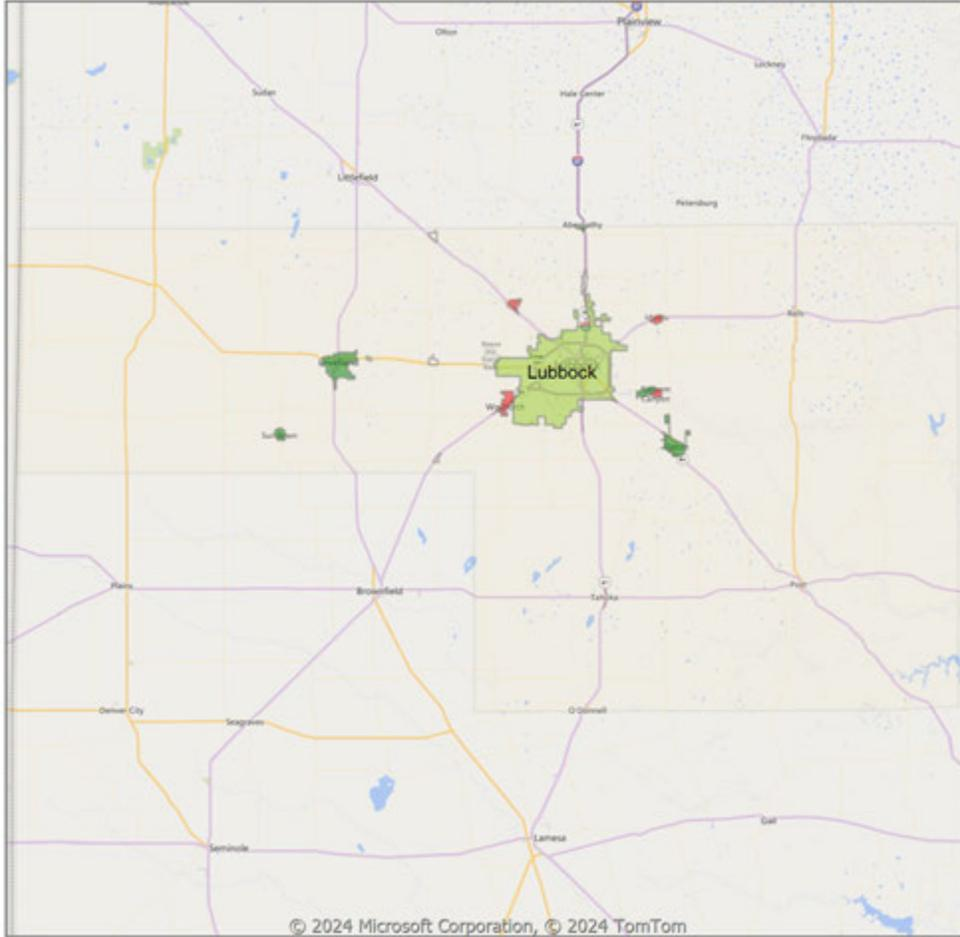 Plainview
Olton
Lockney
Sudan
Hale Center
Floydada
Littlefield
Petersburg
Abernathy
Ralls
Lubbock
Plains
Brownfield
Tahoka
Post
Denver City
Seagraves
O'Donnell
Seminole
Lamesa
Gail
© 2024 Microsoft Corporation, © 2024 TomTom